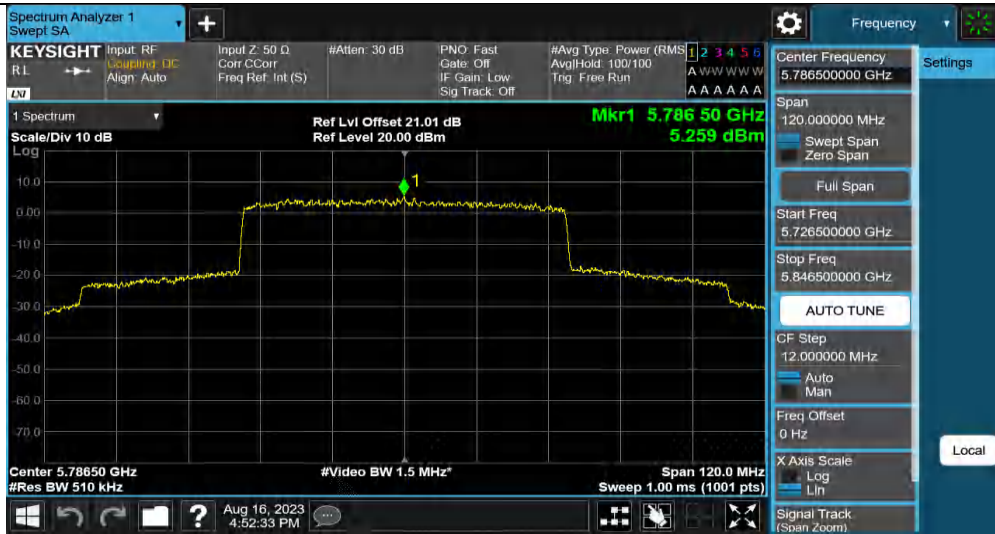 Spectrum Analyzer 1
Swept SA
+
Frequency
KEYSIGHT
RL
LXI
Input: RF
Coupling: DC
Align: Auto
Input Z: 50 Ω
Corr CCorr
Freq Ref: Int (S)
#Atten: 30 dB
PNO: Fast
Gate: Off
IF Gain: Low
Sig Track: Off
#Avg Type: Power (RMS
Avg|Hold: 100/100
Trig: Free Run
1 2 3 4 5 6
A W W W W W
A A A A A A
1 Spectrum
Scale/Div 10 dB
Log
Ref Lvl Offset 21.01 dB
Ref Level 20.00 dBm
Mkr1 5.786 50 GHz
5.259 dBm
1
10.0
0.00
-10.0
-20.0
-30.0
-40.0
-50.0
-60.0
-70.0
Center 5.78650 GHz
#Res BW 510 kHz
#Video BW 1.5 MHz*
Span 120.0 MHz
Sweep 1.00 ms (1001 pts)
?
Aug 16, 2023
4:52:33 PM
Center Frequency
5.786500000 GHz
Settings
Span
120.000000 MHz
Swept Span
Zero Span
Full Span
Start Freq
5.726500000 GHz
Stop Freq
5.846500000 GHz
AUTO TUNE
CF Step
12.000000 MHz
Auto
Man
Freq Offset
0 Hz
Local
X Axis Scale
Log
Lin
Signal Track
(Span Zoom)